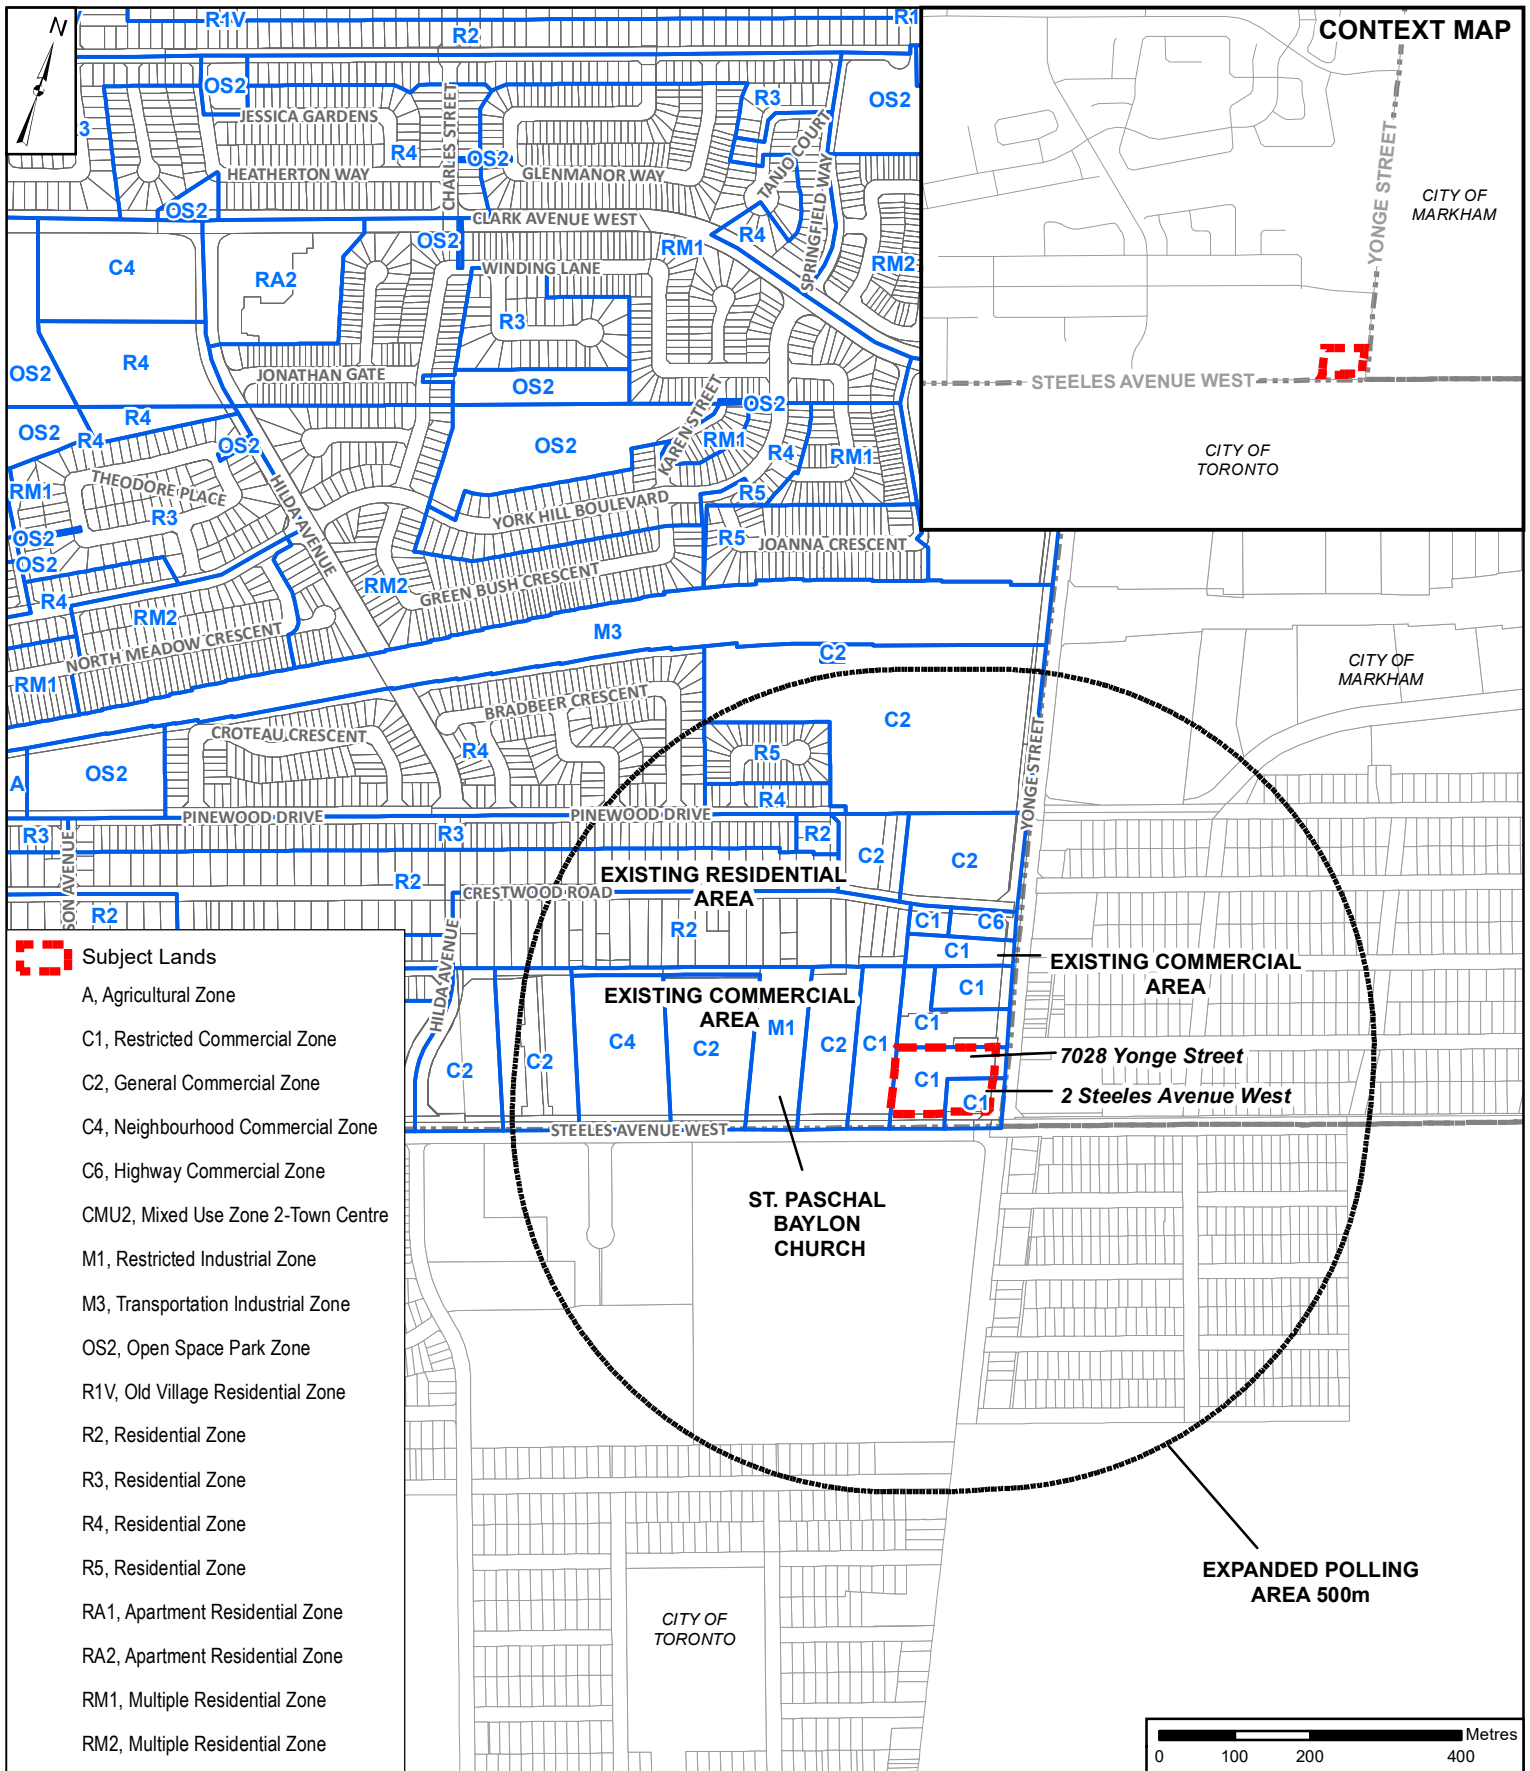 N
CONTEXT MAP
YONGE STREET
CITY OF
MARKHAM
STEELES AVENUE WEST
CITY OF
TORONTO
R1V
R2
R1
OS2
JESSICA GARDENS
CHARLES STREET
R3
OS2
3
R4
OS2
HEATHERTON WAY
GLENMANOR WAY
TANJO COURT
SPRINGFIELD WAY
OS2
CLARK AVENUE WEST
OS2
R4
RM1
RM2
C4
RA2
WINDING LANE
R3
R4
OS2
JONATHAN GATE
OS2
KAREN STREET
OS2
R4
OS2
R4
OS2
OS2
RM1
R4
RM1
THEODORE PLACE
HILDA AVENUE
RM1
R3
YORK HILL BOULEVARD
R5
OS2
R5
JOANNA CRESCENT
OS2
RM2
GREEN BUSH CRESCENT
R4
RM2
NORTH MEADOW CRESCENT
M3
C2
RM1
CITY OF
MARKHAM
BRADBEER CRESCENT
C2
CROTEAU CRESCENT
R4
R5
YONGE STREET
A
OS2
R4
PINEWOOD DRIVE
PINEWOOD DRIVE
R3
R3
R2
SON AVENUE
C2
C2
EXISTING RESIDENTIAL
AREA
R2
CRESTWOOD ROAD
R2
R2
C1
C6
HILDA AVENUE
C1
EXISTING COMMERCIAL
AREA
EXISTING COMMERCIAL
AREA
C1
M1
C1
C4
C2
C2
C1
C2
C2
7028 Yonge Street
C1
2 Steeles Avenue West
C1
STEELES AVENUE WEST
ST. PASCHAL
BAYLON
CHURCH
EXPANDED POLLING
AREA 500m
CITY OF
TORONTO
Subject Lands
A, Agricultural Zone
C1, Restricted Commercial Zone
C2, General Commercial Zone
C4, Neighbourhood Commercial Zone
C6, Highway Commercial Zone
CMU2, Mixed Use Zone 2-Town Centre
M1, Restricted Industrial Zone
M3, Transportation Industrial Zone
OS2, Open Space Park Zone
R1V, Old Village Residential Zone
R2, Residential Zone
R3, Residential Zone
R4, Residential Zone
R5, Residential Zone
RA1, Apartment Residential Zone
RA2, Apartment Residential Zone
RM1, Multiple Residential Zone
RM2, Multiple Residential Zone
Metres
0 100 200 400